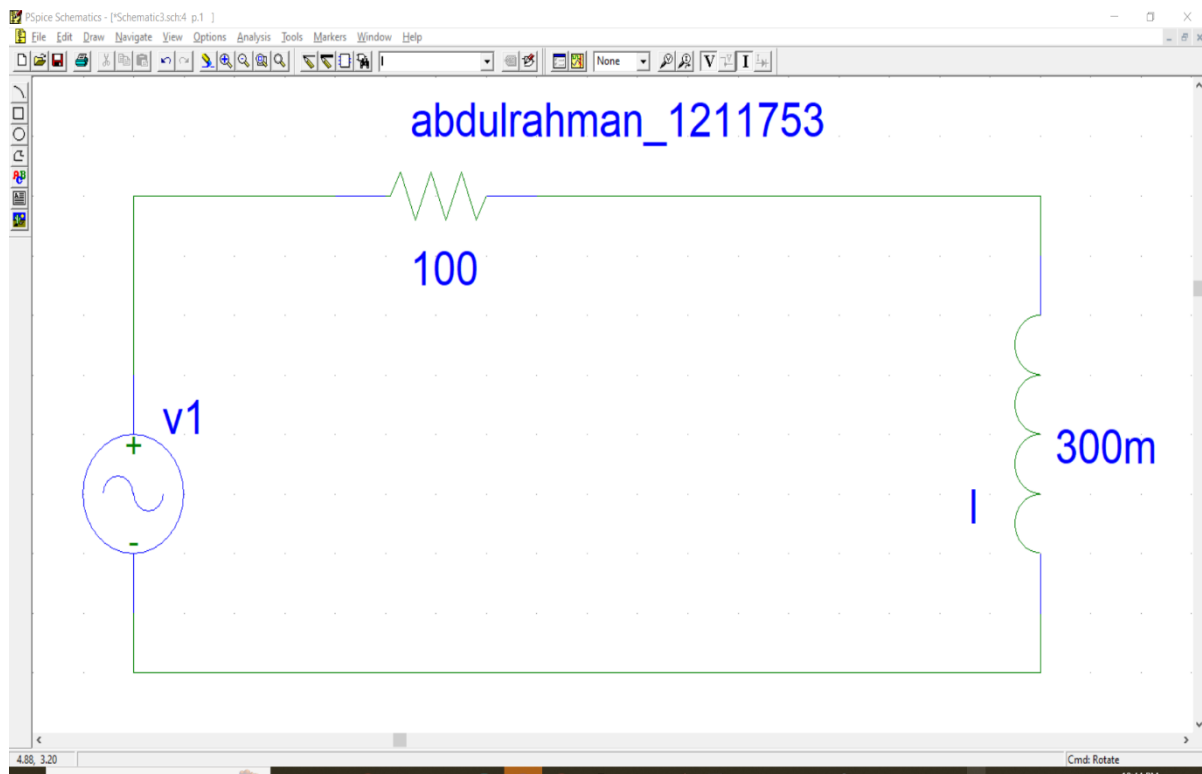 PSpice Schematics - [*Schematic3.sch:4 p.1 ]
File Edit Draw Navigate View Options Analysis Tools Markers Window Help
l None V I
abdulrahman_1211753
100
v1
+
-
300m
l
4.88, 3.20 Cmd: Rotate